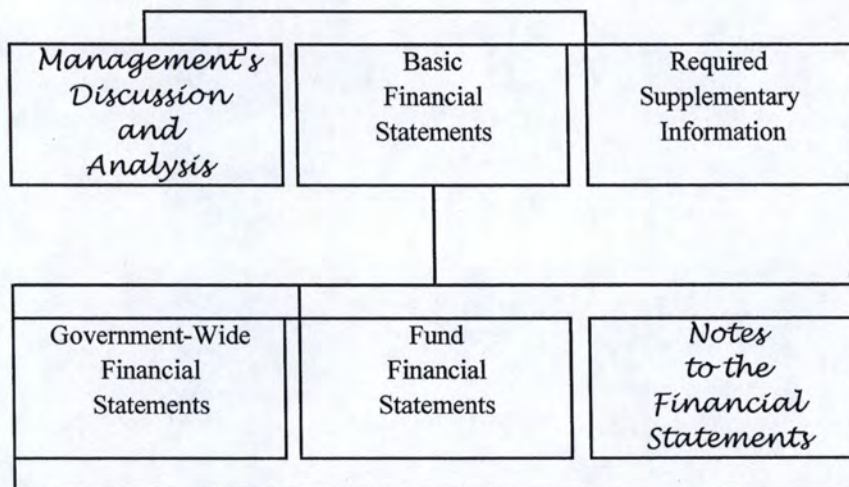 Management's
Discussion
and
Analysis
Basic
Financial
Statements
Required
Supplementary
Information
Government-Wide
Financial
Statements
Fund
Financial
Statements
Notes
to the
Financial
Statements